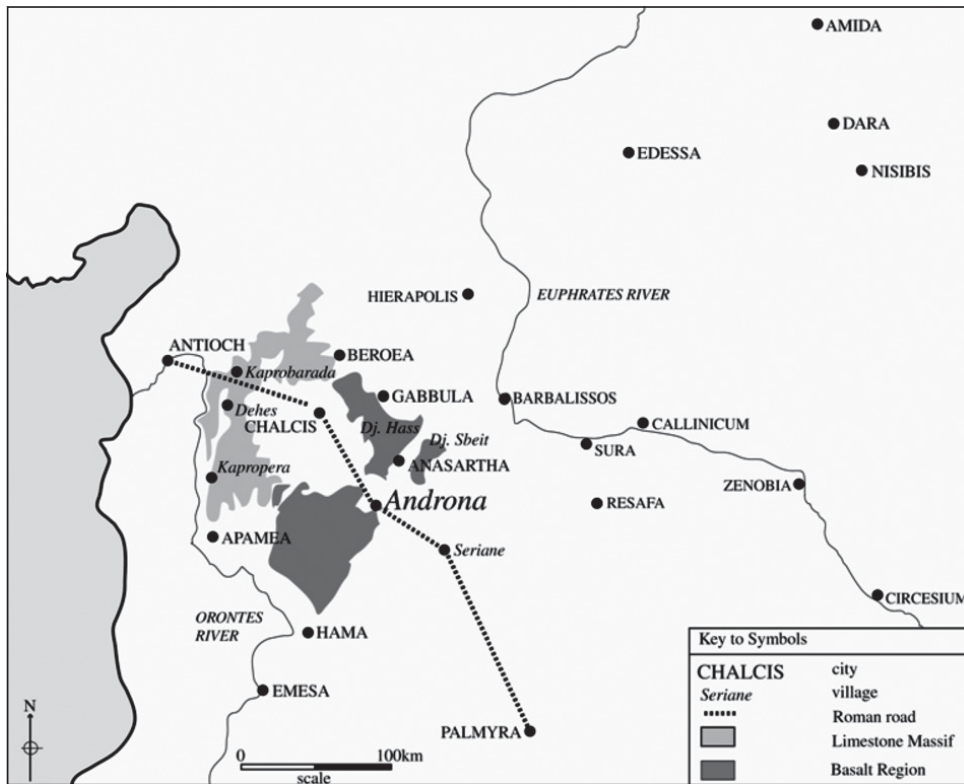 AMIDA
DARA
EDESSA
NISIBIS
HIERAPOLIS
EUPHRATES RIVER
ANTIOCH
BEROEA
Kaprobarada
GABBULA
BARBALISSOS
Dehes
CHALCIS
Dj. Hass
CALLINICUM
Dj. Sbeit
SURA
Kapropera
ANASARTHA
ZENOBIA
Androna
RESAFA
APAMEA
Seriane
CIRCESIUM
ORONTES
RIVER
HAMA
Key to Symbols
CHALCIS city
Seriane village
Roman road
Limestone Massif
Basalt Region
EMESA
N
PALMYRA
0 100km
scale